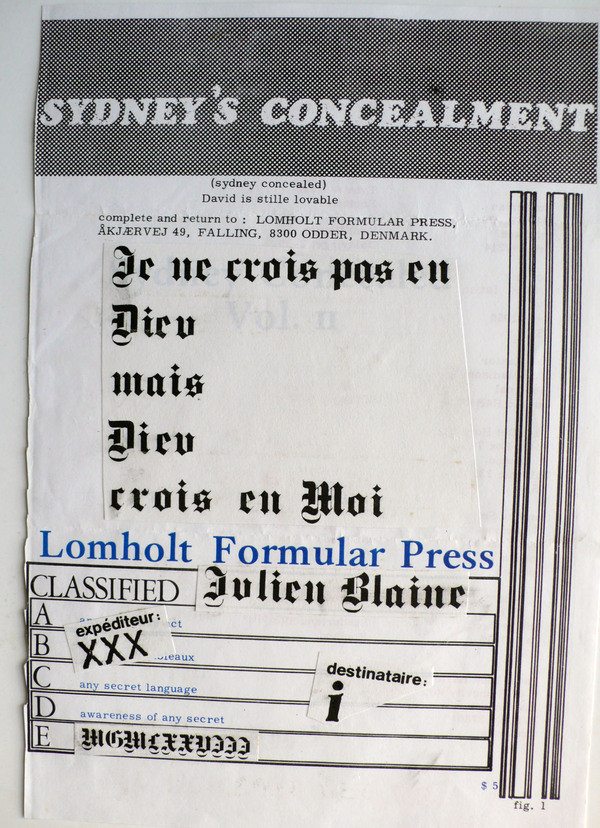 SYDNEY'S CONCEALMENT
(sydney concealed)
David is stille lovable
complete and return to : LOMHOLT FORMULAR PRESS,
ÅKJÆRVEJ 49, FALLING, 8300 ODDER, DENMARK.
Je ne crois pas en
Dieu
mais
Dieu
crois en Moi
Lomholt Formular Press
CLASSIFIED Julien Blaine
A
expéditeur:
XXX
B
C any secret language
destinataire:
i
D awareness of any secret
E MCMLXXVIII
$ 5
fig. 1